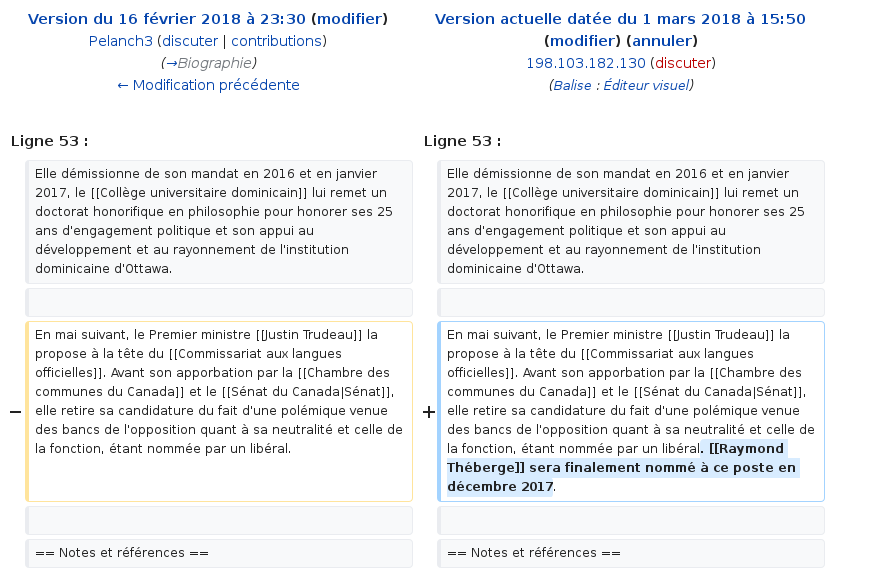 Version du 16 février 2018 à 23:30 (modifier)
Pelanch3 (discuter | contributions)
(→Biographie)
← Modification précédente
Version actuelle datée du 1 mars 2018 à 15:50
(modifier) (annuler)
198.103.182.130 (discuter)
(Balise : Éditeur visuel)
Ligne 53 :
Elle démissionne de son mandat en 2016 et en janvier
2017, le [[Collège universitaire dominicain]] lui remet un
doctorat honorifique en philosophie pour honorer ses 25
ans d'engagement politique et son appui au
développement et au rayonnement de l'institution
dominicaine d'Ottawa.
−
En mai suivant, le Premier ministre [[Justin Trudeau]] la
propose à la tête du [[Commissariat aux langues
officielles]]. Avant son apporbation par la [[Chambre des
communes du Canada]] et le [[Sénat du Canada|Sénat]],
elle retire sa candidature du fait d'une polémique venue
des bancs de l'opposition quant à sa neutralité et celle de
la fonction, étant nommée par un libéral.
== Notes et références ==
Ligne 53 :
Elle démissionne de son mandat en 2016 et en janvier
2017, le [[Collège universitaire dominicain]] lui remet un
doctorat honorifique en philosophie pour honorer ses 25
ans d'engagement politique et son appui au
développement et au rayonnement de l'institution
dominicaine d'Ottawa.
+
En mai suivant, le Premier ministre [[Justin Trudeau]] la
propose à la tête du [[Commissariat aux langues
officielles]]. Avant son apporbation par la [[Chambre des
communes du Canada]] et le [[Sénat du Canada|Sénat]],
elle retire sa candidature du fait d'une polémique venue
des bancs de l'opposition quant à sa neutralité et celle de
la fonction, étant nommée par un libéral. [[Raymond
Théberge]] sera finalement nommé à ce poste en
décembre 2017.
== Notes et références ==